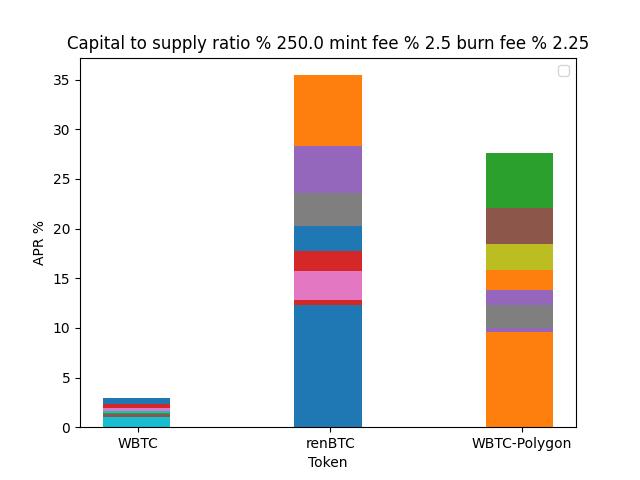 Capital to supply ratio % 250.0 mint fee % 2.5 burn fee % 2.25
35
30
25
20
15
10
5
0
APR %
WBTC
renBTC
WBTC-Polygon
Token